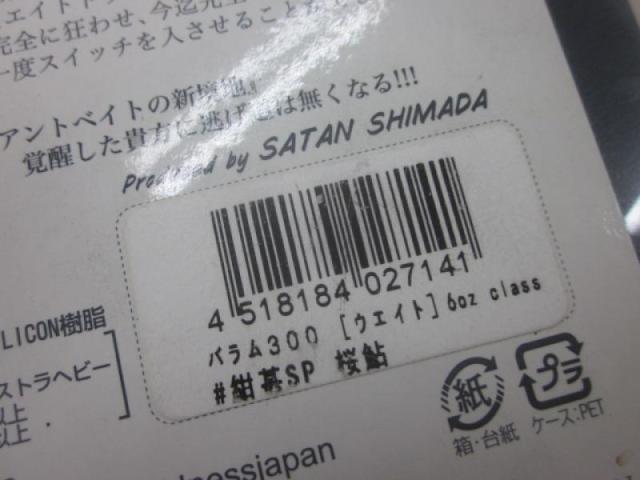 完全に狂わせ、今迄完全
一度スイッチを入させることが
アントベイトの新境地』
覚醒した貴方に逃げ道は無くなる!!!
Produced by SATAN SHIMADA
4 518184 027141
バラム300 [ウエイト]6oz class
#紺碁SP 桜鮎
LICON樹脂
ストラヘビー
以上
以上
紙
箱・台紙
プラ
ケース:PET
nessjapan